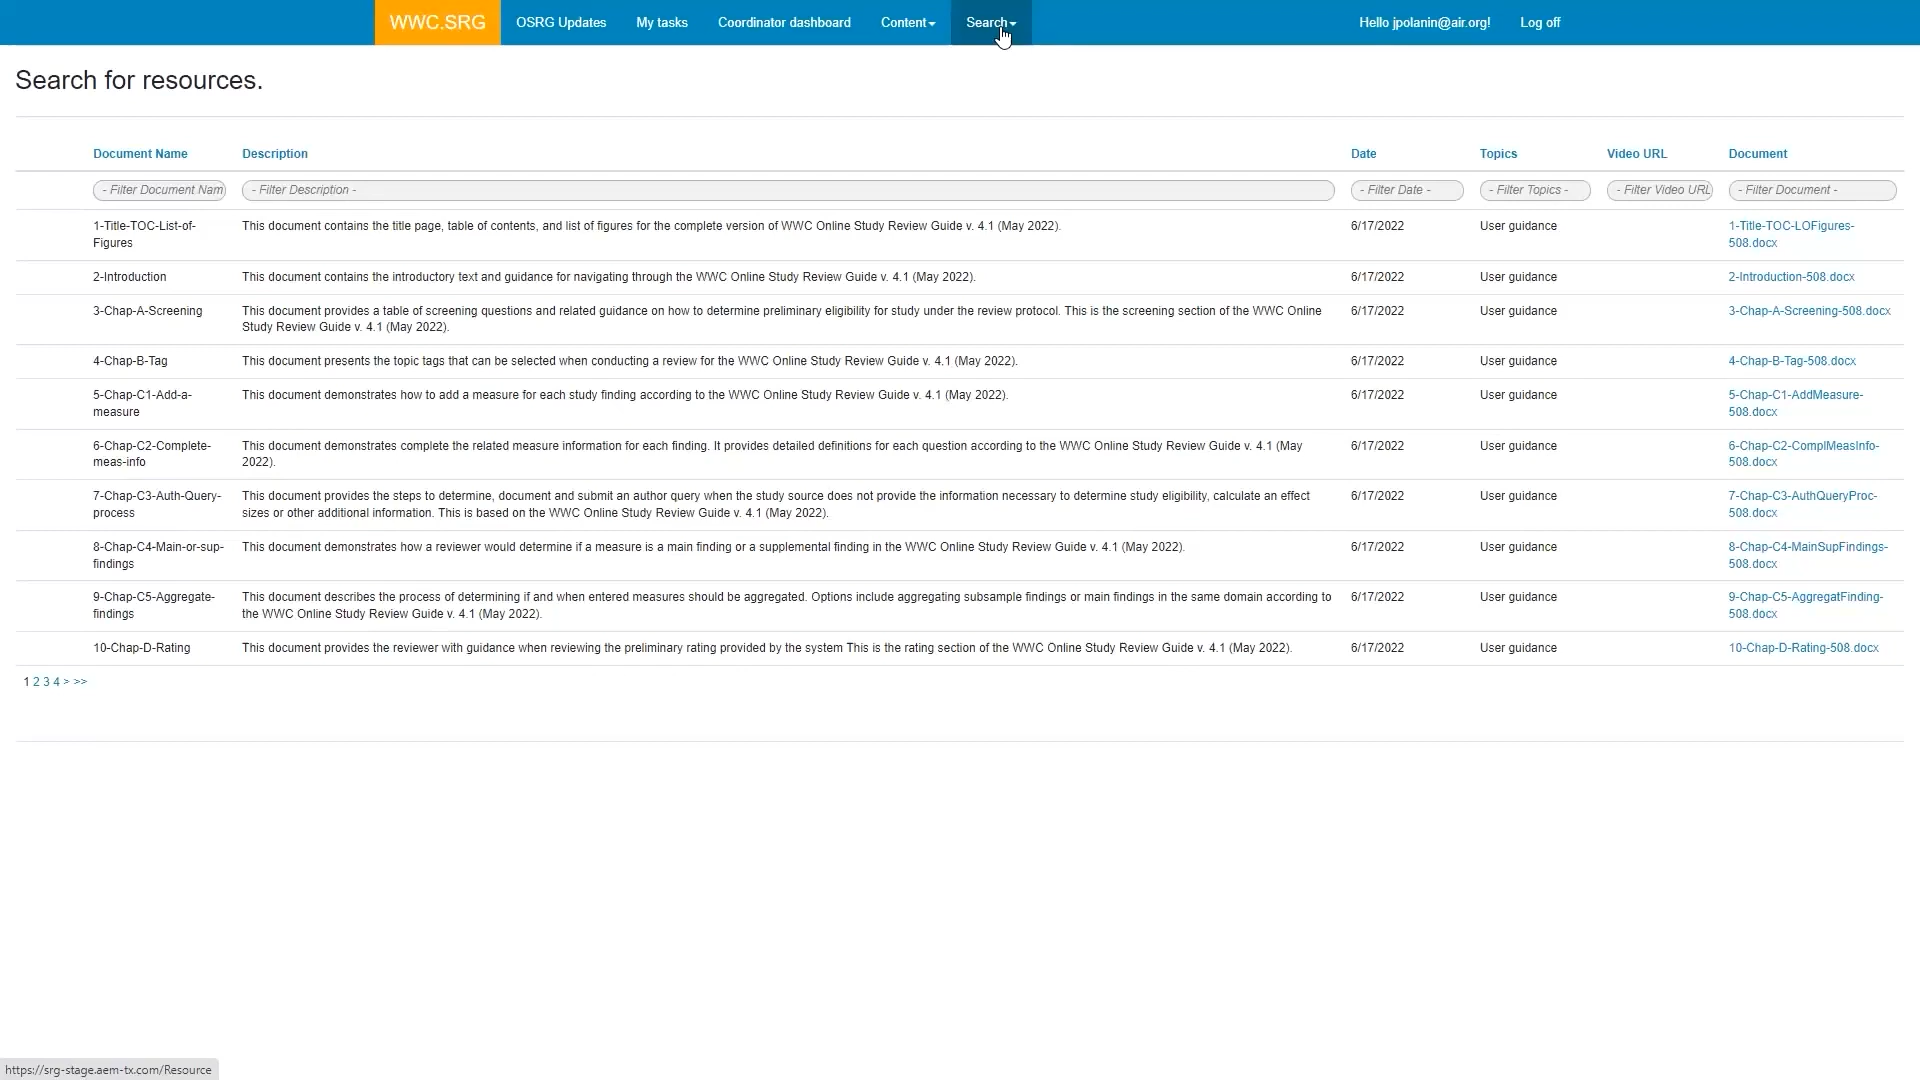 WWC.SRG OSRG Updates My tasks Coordinator dashboard Content Search Hello jpolanin@air.org! Log off
Search for resources.
Document Name Description Date Topics Video URL Document
- Filter Document Nam - Filter Description - - Filter Date - - Filter Topics - - Filter Video URL - Filter Document -
1-Title-TOC-List-of- This document contains the title page, table of contents, and list of figures for the complete version of WWC Online Study Review Guide v. 4.1 (May 2022). 6/17/2022 User guidance 1-Title-TOC-LOFigures-
Figures 508.docx
2-Introduction This document contains the introductory text and guidance for navigating through the WWC Online Study Review Guide v. 4.1 (May 2022). 6/17/2022 User guidance 2-Introduction-508.docx
3-Chap-A-Screening This document provides a table of screening questions and related guidance on how to determine preliminary eligibility for study under the review protocol. This is the screening section of the WWC Online 6/17/2022 User guidance 3-Chap-A-Screening-508.docx
Study Review Guide v. 4.1 (May 2022).
4-Chap-B-Tag This document presents the topic tags that can be selected when conducting a review for the WWC Online Study Review Guide v. 4.1 (May 2022). 6/17/2022 User guidance 4-Chap-B-Tag-508.docx
5-Chap-C1-Add-a- This document demonstrates how to add a measure for each study finding according to the WWC Online Study Review Guide v. 4.1 (May 2022). 6/17/2022 User guidance 5-Chap-C1-AddMeasure-
measure 508.docx
6-Chap-C2-Complete- This document demonstrates complete the related measure information for each finding. It provides detailed definitions for each question according to the WWC Online Study Review Guide v. 4.1 (May 6/17/2022 User guidance 6-Chap-C2-ComplMeasInfo-
meas-info 2022). 508.docx
7-Chap-C3-Auth-Query- This document provides the steps to determine, document and submit an author query when the study source does not provide the information necessary to determine study eligibility, calculate an effect 6/17/2022 User guidance 7-Chap-C3-AuthQueryProc-
process sizes or other additional information. This is based on the WWC Online Study Review Guide v. 4.1 (May 2022). 508.docx
8-Chap-C4-Main-or-sup- This document demonstrates how a reviewer would determine if a measure is a main finding or a supplemental finding in the WWC Online Study Review Guide v. 4.1 (May 2022). 6/17/2022 User guidance 8-Chap-C4-MainSupFindings-
findings 508.docx
9-Chap-C5-Aggregate- This document describes the process of determining if and when entered measures should be aggregated. Options include aggregating subsample findings or main findings in the same domain according to 6/17/2022 User guidance 9-Chap-C5-AggregatFinding-
findings the WWC Online Study Review Guide v. 4.1 (May 2022). 508.docx
10-Chap-D-Rating This document provides the reviewer with guidance when reviewing the preliminary rating provided by the system This is the rating section of the WWC Online Study Review Guide v. 4.1 (May 2022). 6/17/2022 User guidance 10-Chap-D-Rating-508.docx
1 2 3 4 > >>
https://srg-stage.aem-tx.com/Resource